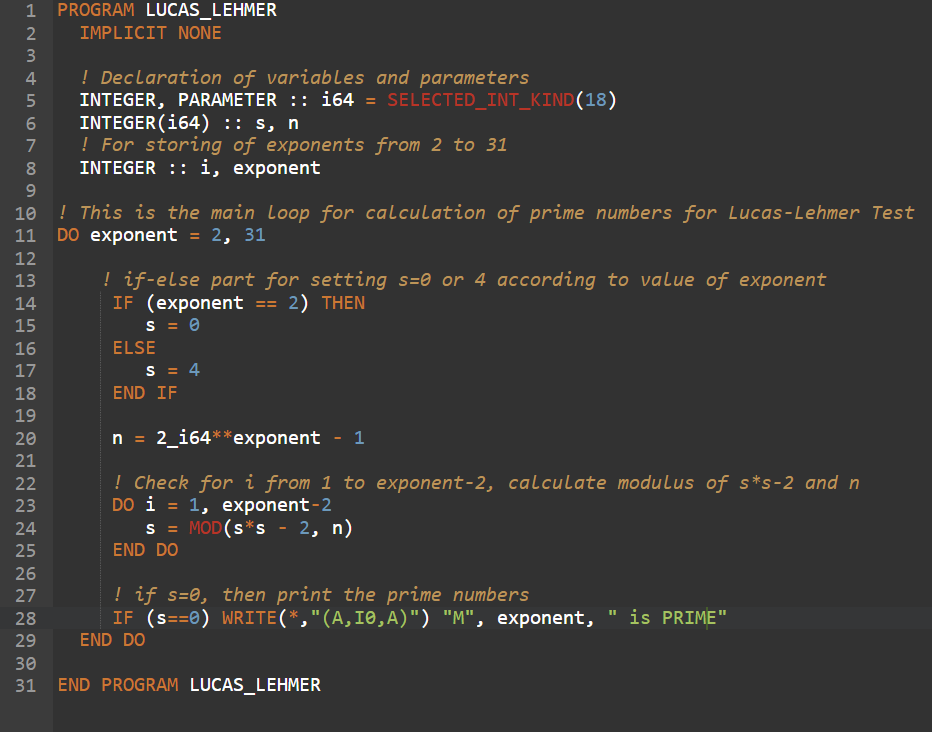 1 PROGRAM LUCAS_LEHMER
2 IMPLICIT NONE
3
4 ! Declaration of variables and parameters
5 INTEGER, PARAMETER :: i64 = SELECTED_INT_KIND(18)
6 INTEGER(i64) :: s, n
7 ! For storing of exponents from 2 to 31
8 INTEGER :: i, exponent
9
10 ! This is the main loop for calculation of prime numbers for Lucas-Lehmer Test
11 DO exponent = 2, 31
12
13 ! if-else part for setting s=0 or 4 according to value of exponent
14 IF (exponent == 2) THEN
15 s = 0
16 ELSE
17 s = 4
18 END IF
19
20 n = 2_i64**exponent - 1
21
22 ! Check for i from 1 to exponent-2, calculate modulus of s*s-2 and n
23 DO i = 1, exponent-2
24 s = MOD(s*s - 2, n)
25 END DO
26
27 ! if s=0, then print the prime numbers
28 IF (s==0) WRITE(*,"(A,I0,A)") "M", exponent, " is PRIME"
29 END DO
30
31 END PROGRAM LUCAS_LEHMER